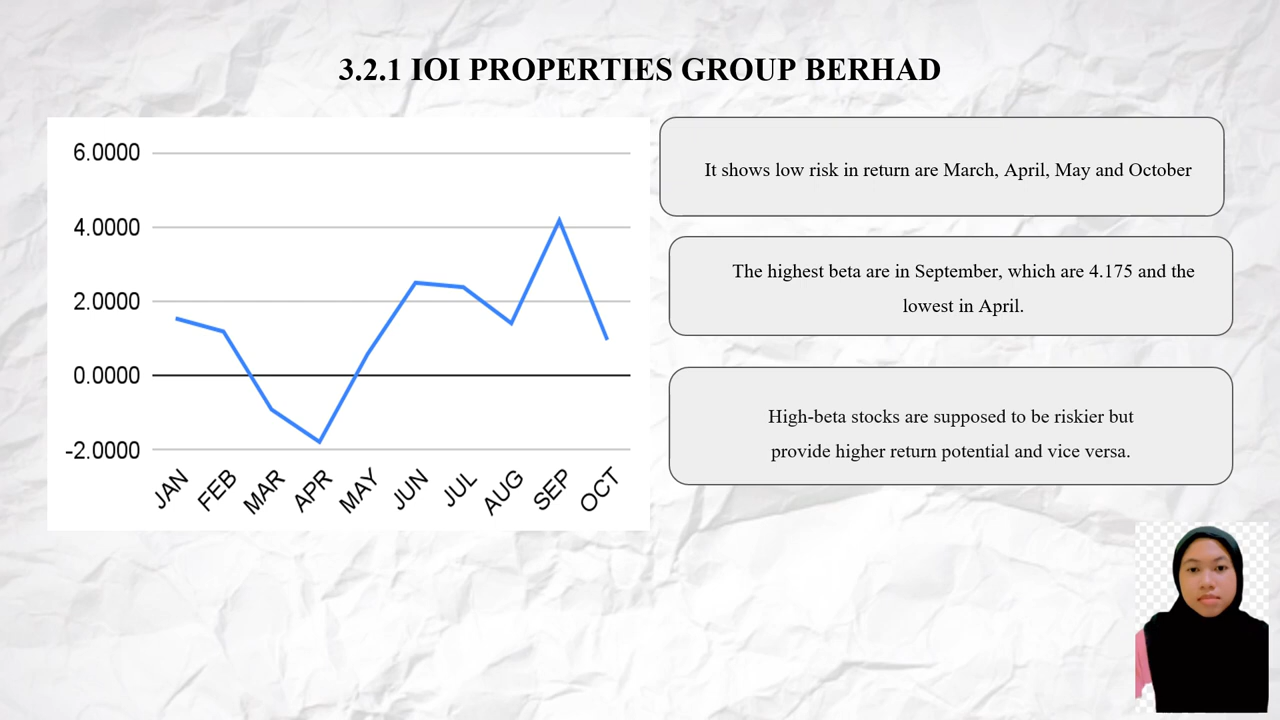 3.2.1 IOI PROPERTIES GROUP BERHAD
6.0000
4.0000
2.0000
0.0000
-2.0000
JAN
FEB
MAR
APR
MAY
JUN
JUL
AUG
SEP
OCT
It shows low risk in return are March, April, May and October
The highest beta are in September, which are 4.175 and the
lowest in April.
High-beta stocks are supposed to be riskier but
provide higher return potential and vice versa.